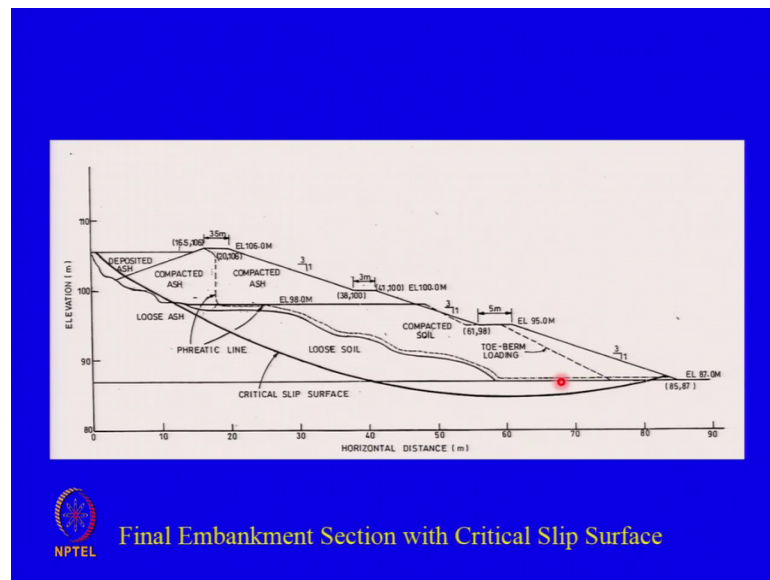 110
100
90
80
ELEVATION (m)
(16.5,106)
3.5m
(20,106)
EL106.0M
DEPOSITED
ASH
COMPACTED
ASH
COMPACTED
ASH
3
1
3m
(38,100)
(41,100) EL100.0M
EL98.0M
LOOSE ASH
3
1
5m
EL 95.0M
COMPACTED
SOIL
(61,98)
TOE-BERM
LOADING
3
1
PHREATIC LINE
LOOSE SOIL
CRITICAL SLIP SURFACE
EL 87.0M
(85,87)
0 10 20 30 40 50 60 70 80 90
HORIZONTAL DISTANCE (m)
NPTEL
Final Embankment Section with Critical Slip Surface